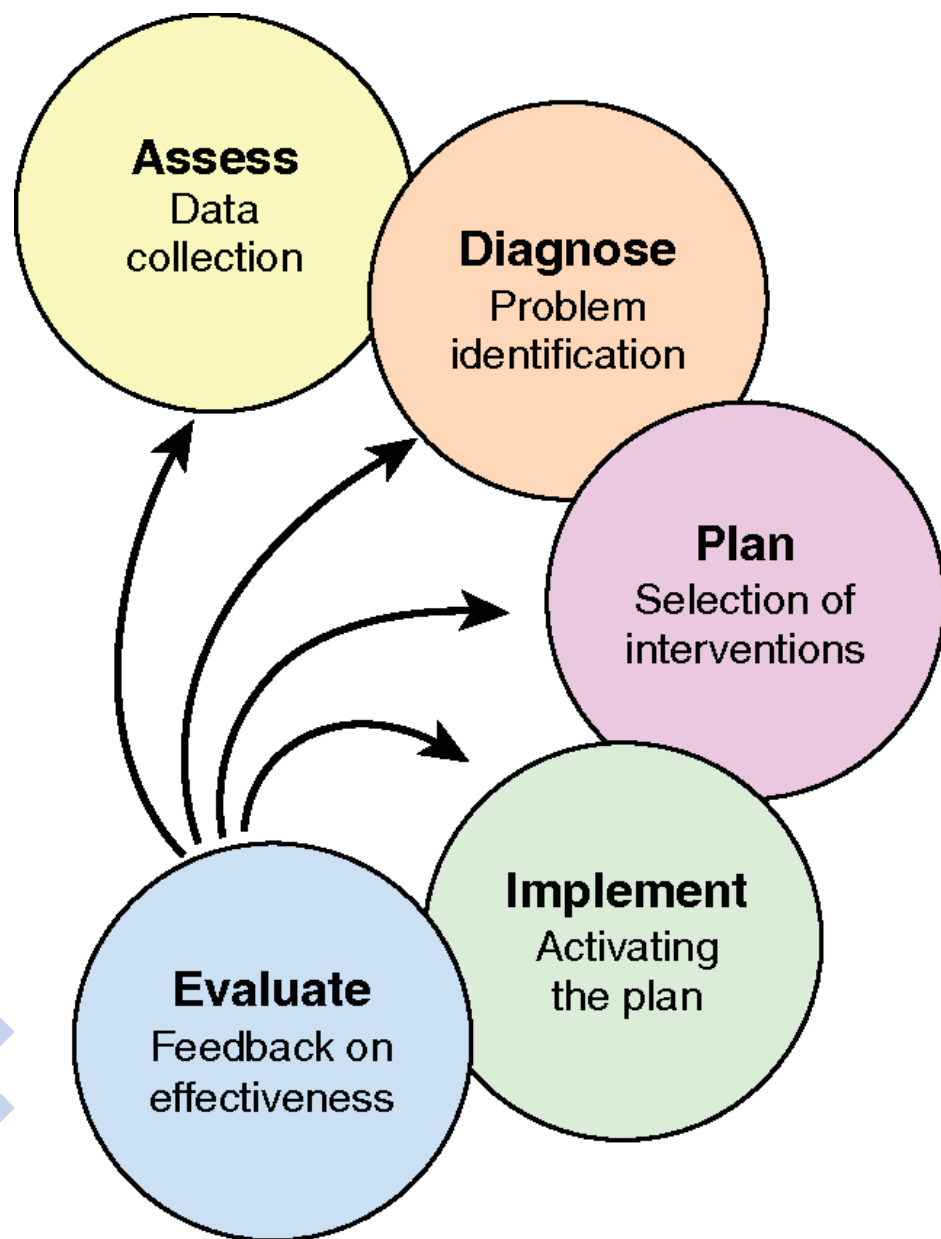 Assess
Data
collection
Diagnose
Problem
identification
Plan
Selection of
interventions
Implement
Activating
the plan
Evaluate
Feedback on
effectiveness